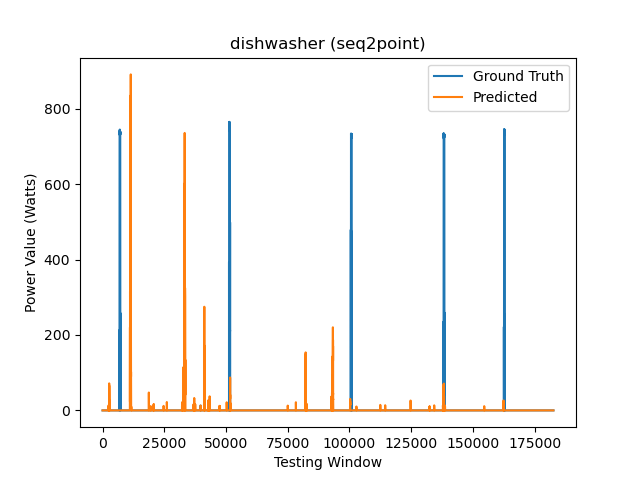 dishwasher (seq2point)
Ground Truth
Predicted
800
600
400
200
0
Power Value (Watts)
0 25000 50000 75000 100000 125000 150000 175000
Testing Window